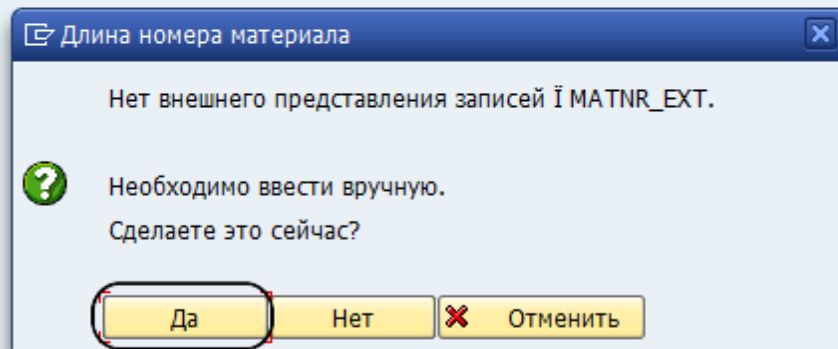 Длина номера материала
Нет внешнего представления записей Ï MATNR_EXT.
Необходимо ввести вручную.
Сделаете это сейчас?
Да
Нет
Отменить